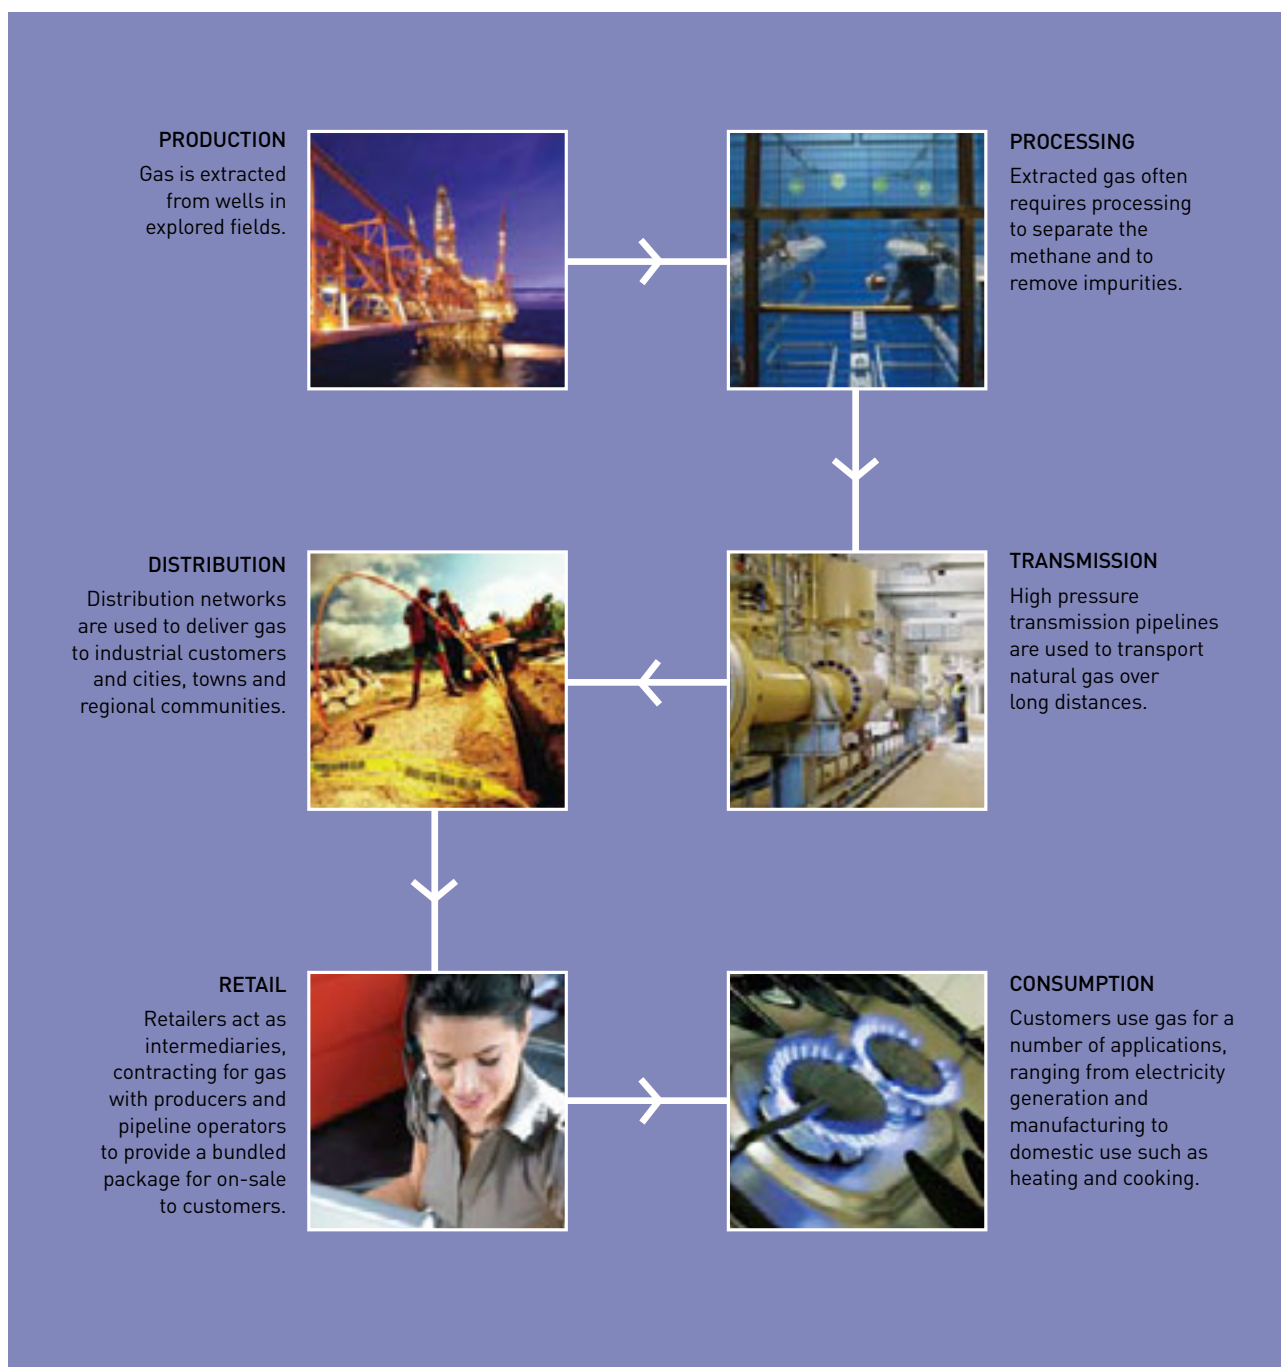 PRODUCTION
Gas is extracted
from wells in
explored fields.
PROCESSING
Extracted gas often
requires processing
to separate the
methane and to
remove impurities.
TRANSMISSION
High pressure
transmission pipelines
are used to transport
natural gas over
long distances.
DISTRIBUTION
Distribution networks
are used to deliver gas
to industrial customers
and cities, towns and
regional communities.
RETAIL
Retailers act as
intermediaries,
contracting for gas
with producers and
pipeline operators
to provide a bundled
package for on-sale
to customers.
CONSUMPTION
Customers use gas for a
number of applications,
ranging from electricity
generation and
manufacturing to
domestic use such as
heating and cooking.